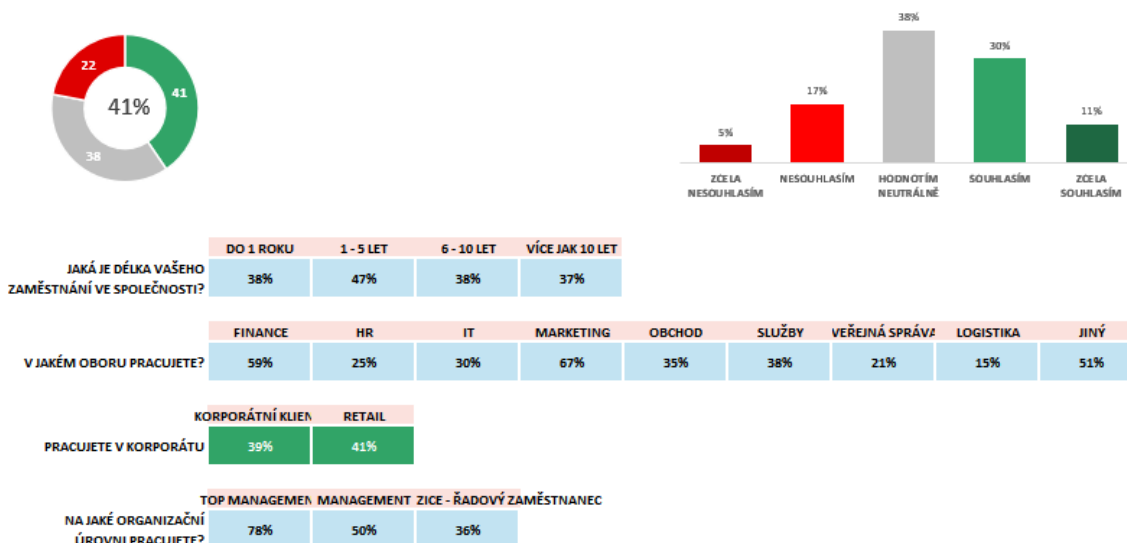 22
41
41%
38
5%
17%
38%
30%
11%
ZCELA
NESOUHLASÍM
NESOUHLASÍM
HODNOTÍM
NEUTRÁLNĚ
SOUHLASÍM
ZCELA
SOUHLASÍM
DO 1 ROKU 1 - 5 LET 6 - 10 LET VÍCE JAK 10 LET
JAKÁ JE DÉLKA VAŠEHO
ZAMĚSTNÁNÍ VE SPOLEČNOSTI?
38% 47% 38% 37%
FINANCE HR IT MARKETING OBCHOD SLUŽBY VEŘEJNÁ SPRÁVA LOGISTIKA JINÝ
V JAKÉM OBORU PRACUJETE? 59% 25% 30% 67% 35% 38% 21% 15% 51%
KORPORÁTNÍ KLIEN RETAIL
PRACUJETE V KORPORÁTU 39% 41%
TOP MANAGEMEN MANAGEMENT ZICE - ŘADOVÝ ZAMĚSTNANEC
NA JAKÉ ORGANIZAČNÍ
ÚROVNI PRACUJETE?
78% 50% 36%